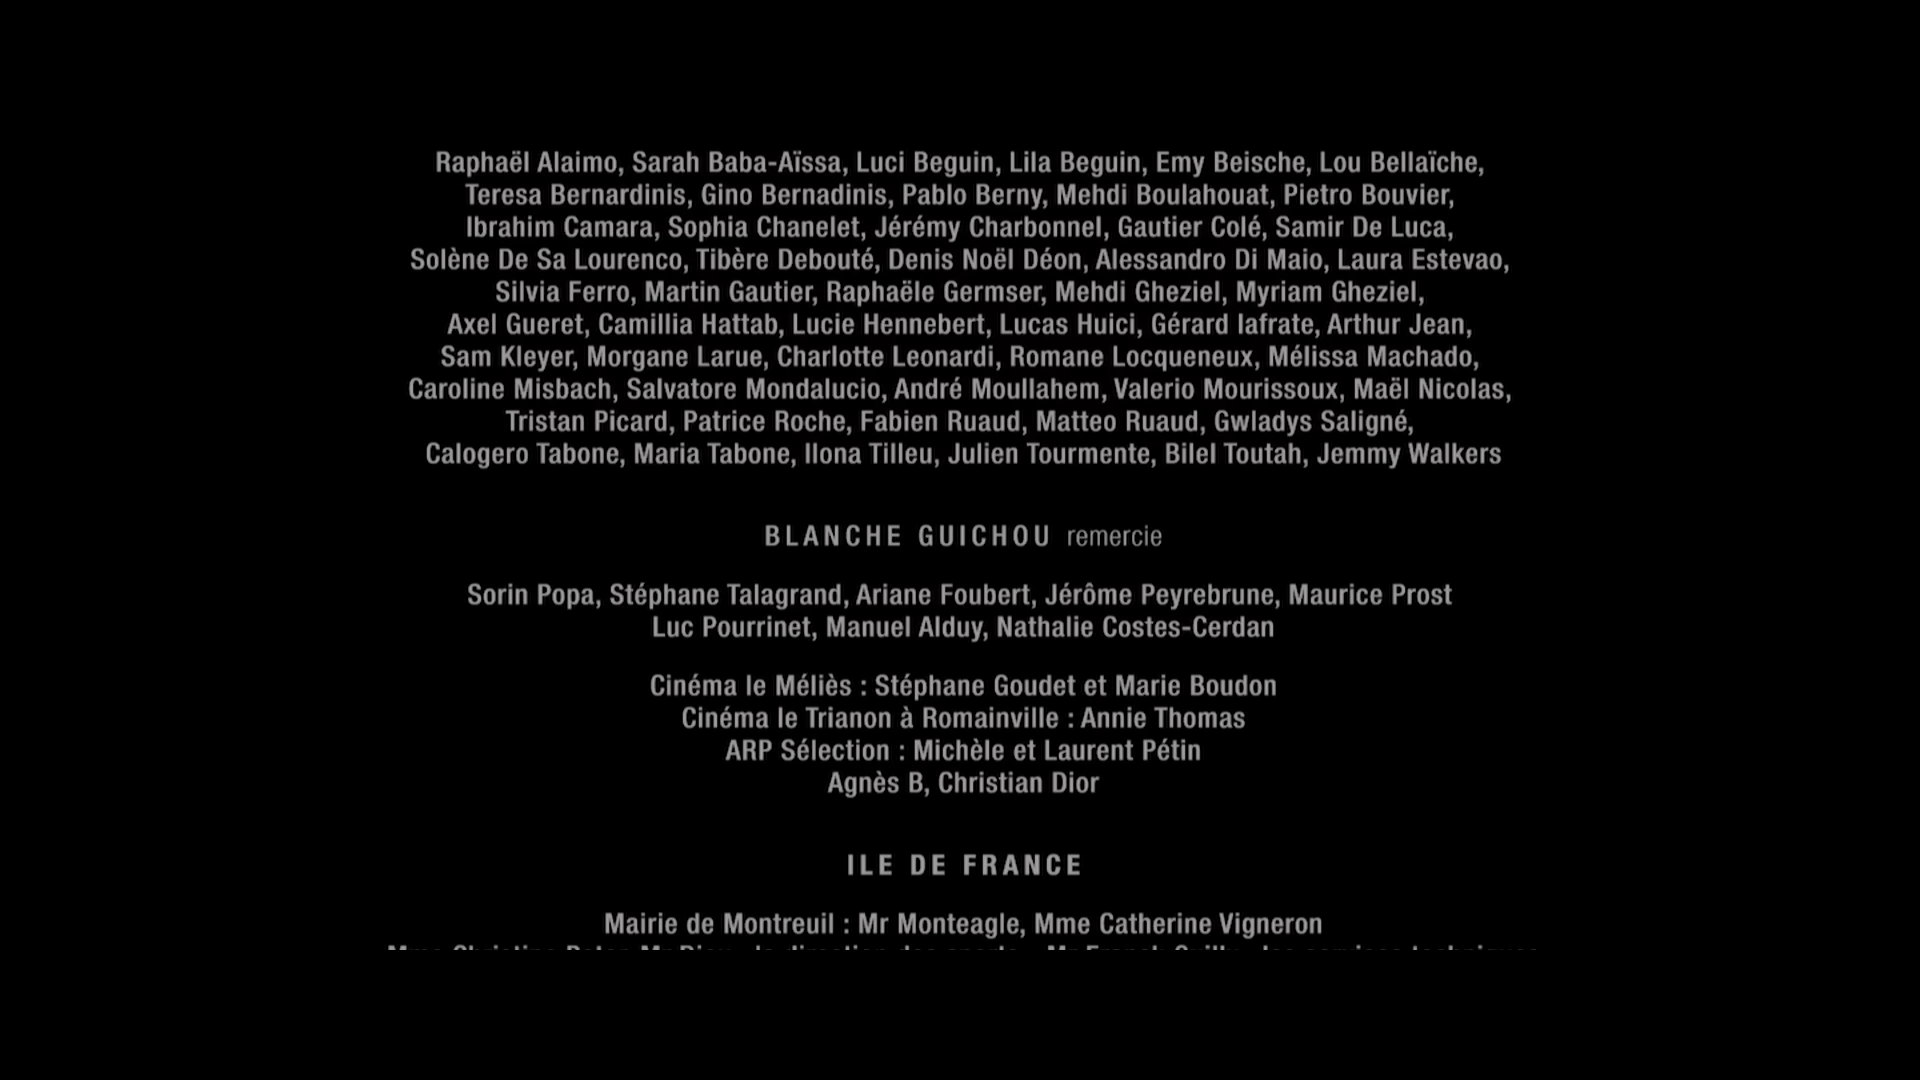 Raphaël Alaimo, Sarah Baba-Aïssa, Luci Beguin, Lila Beguin, Emy Beische, Lou Bellaïche,
Teresa Bernardinis, Gino Bernadinis, Pablo Berny, Mehdi Boulahouat, Pietro Bouvier,
Ibrahim Camara, Sophia Chanelet, Jérémy Charbonnel, Gautier Colé, Samir De Luca,
Solène De Sa Lourenco, Tibère Debouté, Denis Noël Déon, Alessandro Di Maio, Laura Estevao,
Silvia Ferro, Martin Gautier, Raphaële Germser, Mehdi Gheziel, Myriam Gheziel,
Axel Gueret, Camillia Hattab, Lucie Hennebert, Lucas Huici, Gérard Iafrate, Arthur Jean,
Sam Kleyer, Morgane Larue, Charlotte Leonardi, Romane Locqueneux, Mélissa Machado,
Caroline Misbach, Salvatore Mondalucio, André Moullahem, Valerio Mourissoux, Maël Nicolas,
Tristan Picard, Patrice Roche, Fabien Ruaud, Matteo Ruaud, Gwladys Saligné,
Calogero Tabone, Maria Tabone, Ilona Tilleu, Julien Tourmente, Bilel Toutah, Jemmy Walkers
BLANCHE GUICHOU remercie
Sorin Popa, Stéphane Talagrand, Ariane Foubert, Jérôme Peyrebrune, Maurice Prost
Luc Pourrinet, Manuel Alduy, Nathalie Costes-Cerdan
Cinéma le Méliès : Stéphane Goudet et Marie Boudon
Cinéma le Trianon à Romainville : Annie Thomas
ARP Sélection : Michèle et Laurent Pétin
Agnès B, Christian Dior
ILE DE FRANCE
Mairie de Montreuil : Mr Monteagle, Mme Catherine Vigneron